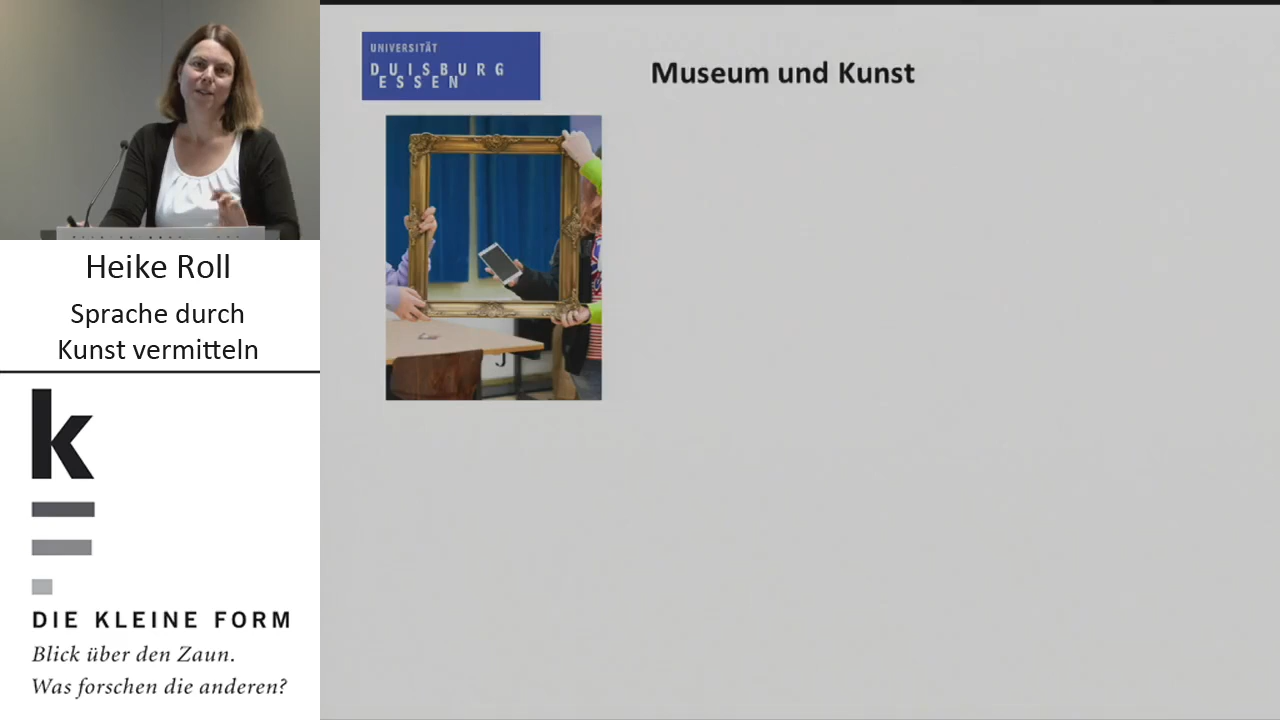 Heike Roll
Sprache durch
Kunst vermitteln
k
DIE KLEINE FORM
Blick über den Zaun.
Was forschen die anderen?
UNIVERSITÄT
DUISBURG
ESSEN
Museum und Kunst